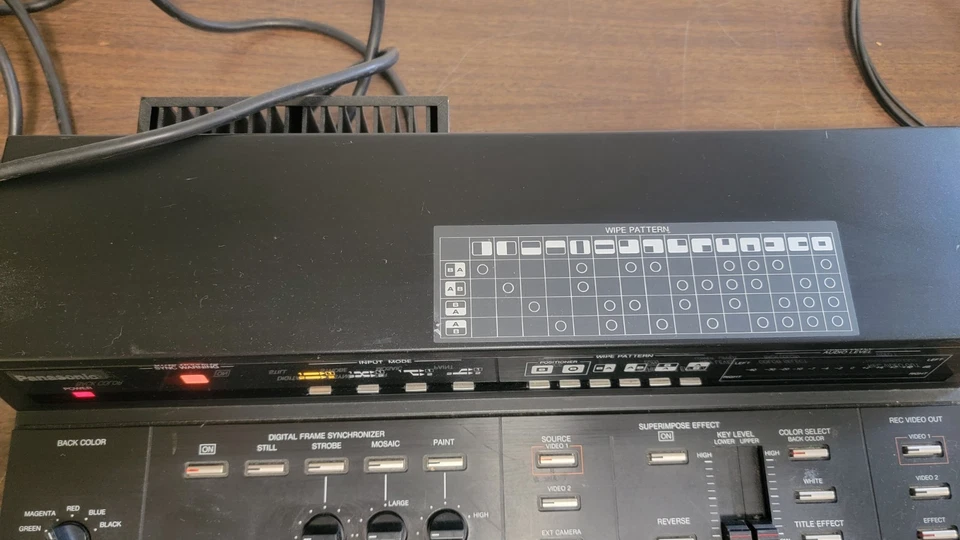 WIPE PATTERN
B A
A B
B
A
A
B
Panasonic
POWER
INPUT MODE
WIPE PATTERN
POSITIONER
BACK COLOR
MAGENTA
RED
BLUE
GREEN
BLACK
DIGITAL FRAME SYNCHRONIZER
ON
STILL
STROBE
MOSAIC
PAINT
LARGE
HIGH
SOURCE
VIDEO 1
VIDEO 2
EXT CAMERA
SUPERIMPOSE EFFECT
ON
REVERSE
KEY LEVEL
LOWER UPPER
HIGH
HIGH
COLOR SELECT
BACK COLOR
WHITE
TITLE EFFECT
REC VIDEO OUT
VIDEO 1
VIDEO 2
EFFECT